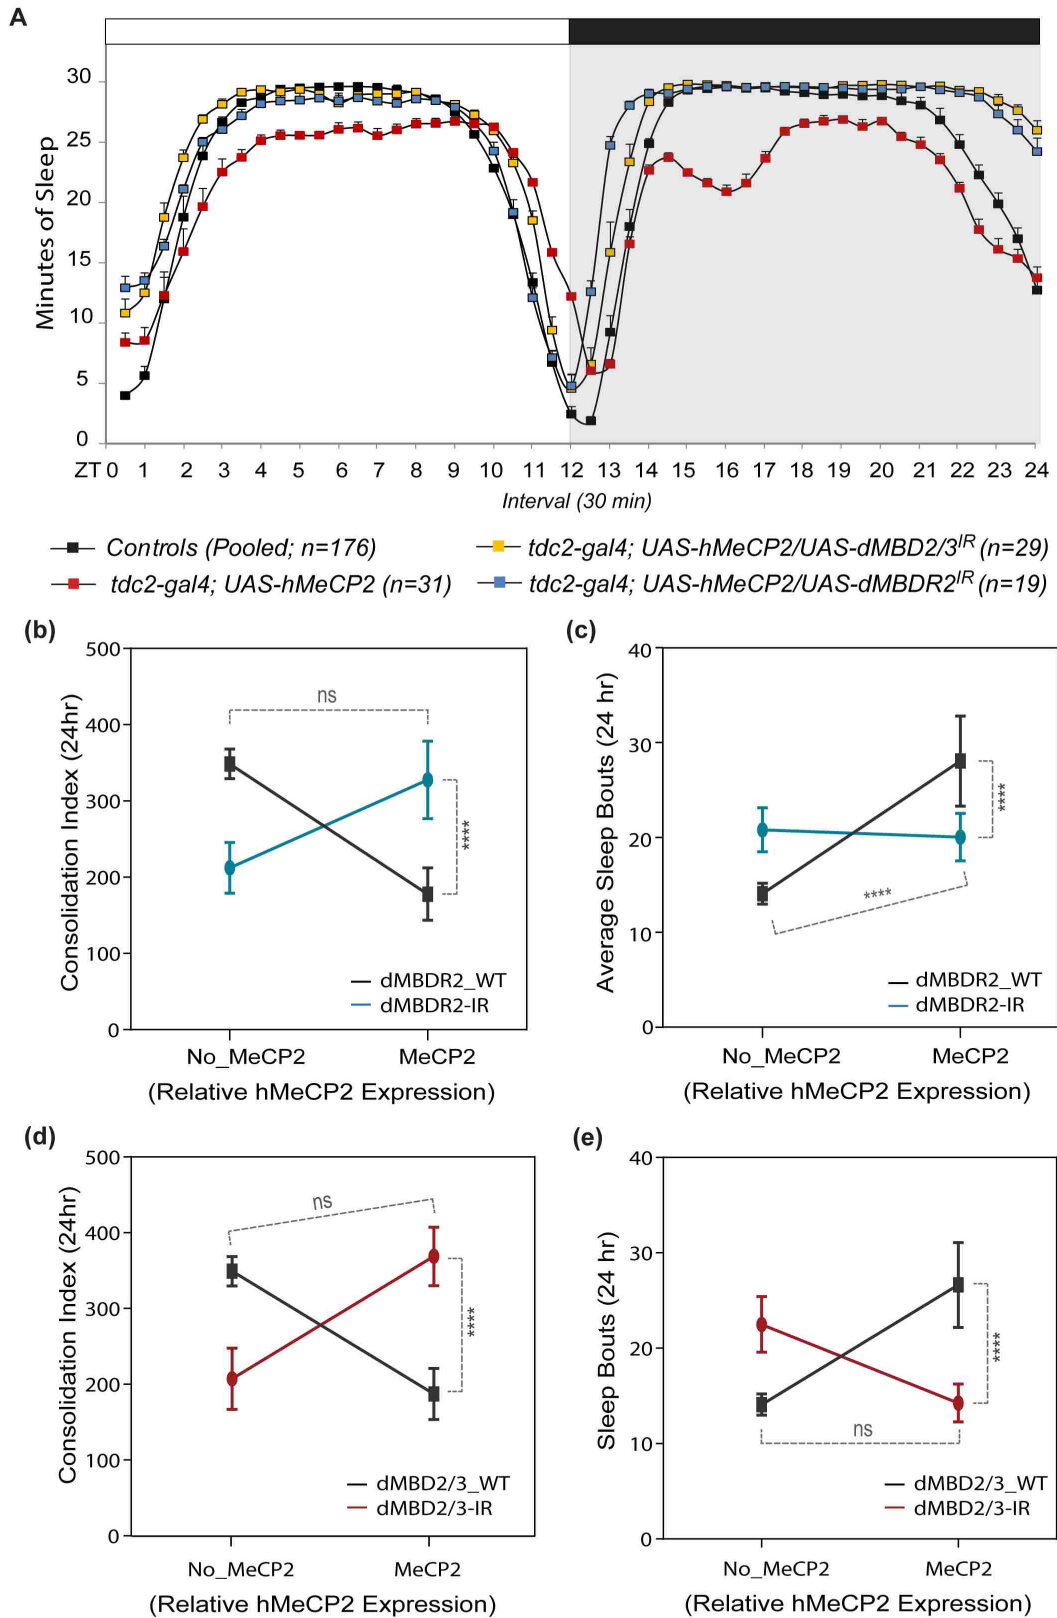 A
30
25
20
15
10
5
0
Minutes of Sleep
ZT 0 1 2 3 4 5 6 7 8 9 10 11 12 13 14 15 16 17 18 19 20 21 22 23 24
Interval (30 min)
Controls (Pooled; n=176)
tdc2-gal4; UAS-hMeCP2/UAS-dMBD2/3^IR (n=29)
tdc2-gal4; UAS-hMeCP2 (n=31)
tdc2-gal4; UAS-hMeCP2/UAS-dMBDR2^IR (n=19)
(b)
500
400
300
200
100
0
Consolidation Index (24hr)
ns
****
dMBDR2_WT
dMBDR2-IR
No_MeCP2 MeCP2
(Relative hMeCP2 Expression)
(c)
40
30
20
10
0
Average Sleep Bouts (24 hr)
****
****
dMBDR2_WT
dMBDR2-IR
No_MeCP2 MeCP2
(Relative hMeCP2 Expression)
(d)
500
400
300
200
100
0
Consolidation Index (24hr)
ns
****
dMBD2/3_WT
dMBD2/3-IR
No_MeCP2 MeCP2
(Relative hMeCP2 Expression)
(e)
40
30
20
10
0
Sleep Bouts (24 hr)
****
ns
dMBD2/3_WT
dMBD2/3-IR
No_MeCP2 MeCP2
(Relative hMeCP2 Expression)